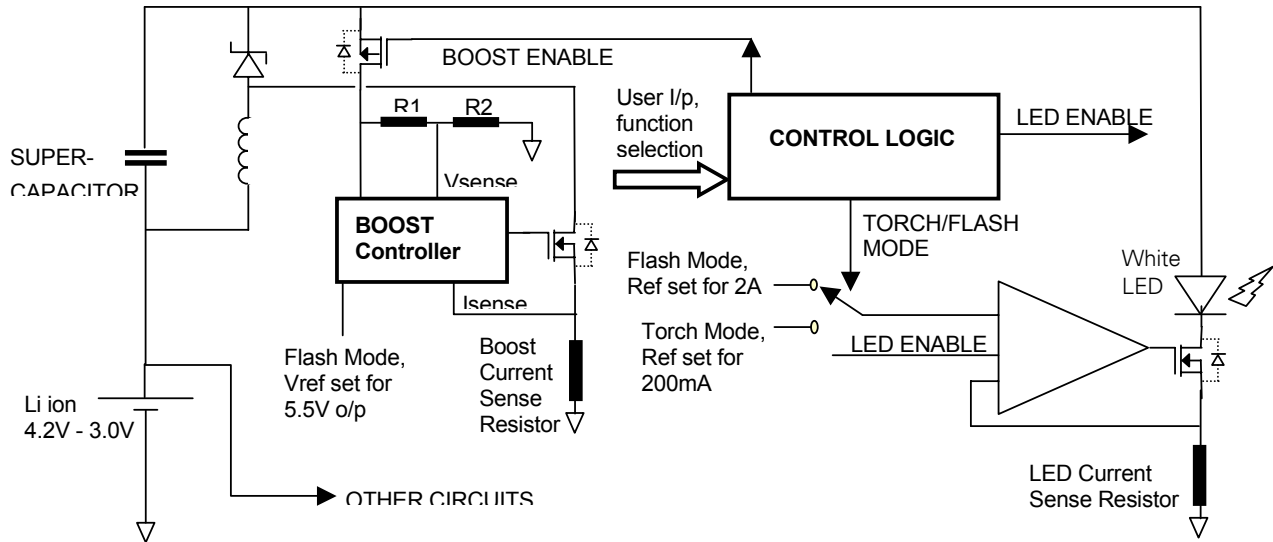 BOOST ENABLE
R1 R2
User I/p,
function
selection
CONTROL LOGIC
LED ENABLE
SUPER-
CAPACITOR
Vsense
BOOST
Controller
TORCH/FLASH
MODE
Flash Mode,
Ref set for 2A
White
LED
Isense
Torch Mode,
Ref set for
200mA
LED ENABLE
Flash Mode,
Vref set for
5.5V o/p
Boost
Current
Sense
Resistor
Li ion
4.2V - 3.0V
LED Current
Sense Resistor
OTHER CIRCUITS